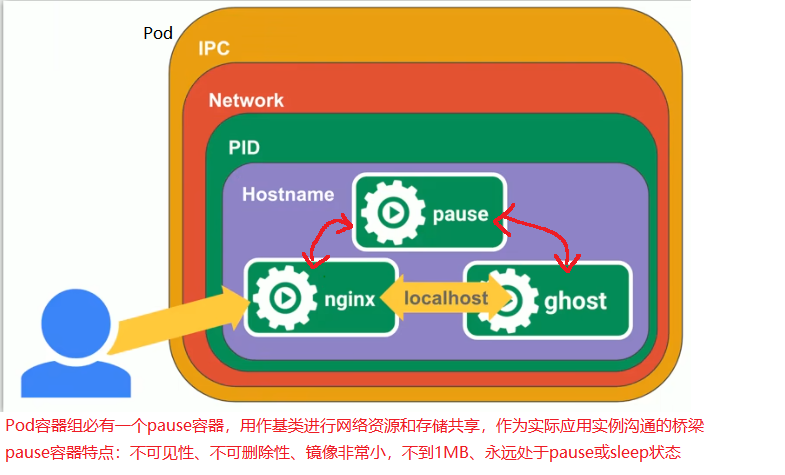 Pod
IPC
Network
PID
Hostname
pause
nginx
localhost
ghost
Pod容器组必有一个pause容器，用作基类进行网络资源和存储共享，作为实际应用实例沟通的桥梁
pause容器特点：不可见性、不可删除性、镜像非常小，不到1MB、永远处于pause或sleep状态